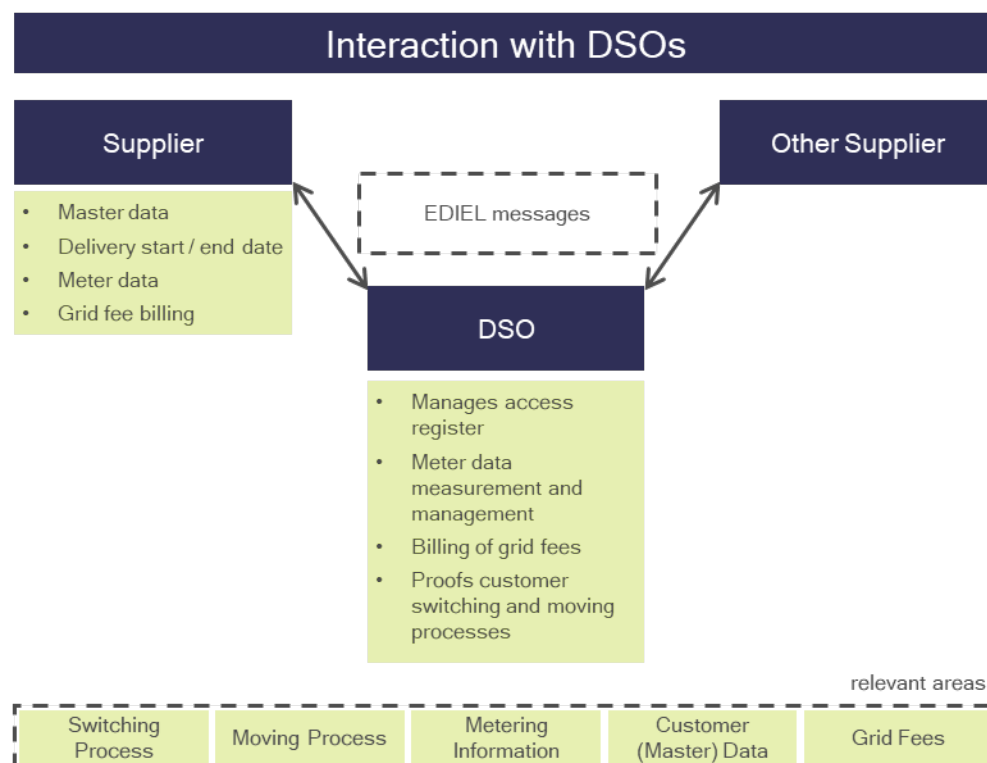 Interaction with DSOs
Supplier
Other Supplier
• Master data
• Delivery start / end date
• Meter data
• Grid fee billing
EDIEL messages
DSO
• Manages access
register
• Meter data
measurement and
management
• Billing of grid fees
• Proofs customer
switching and moving
processes
relevant areas
Switching
Process
Moving Process
Metering
Information
Customer
(Master) Data
Grid Fees